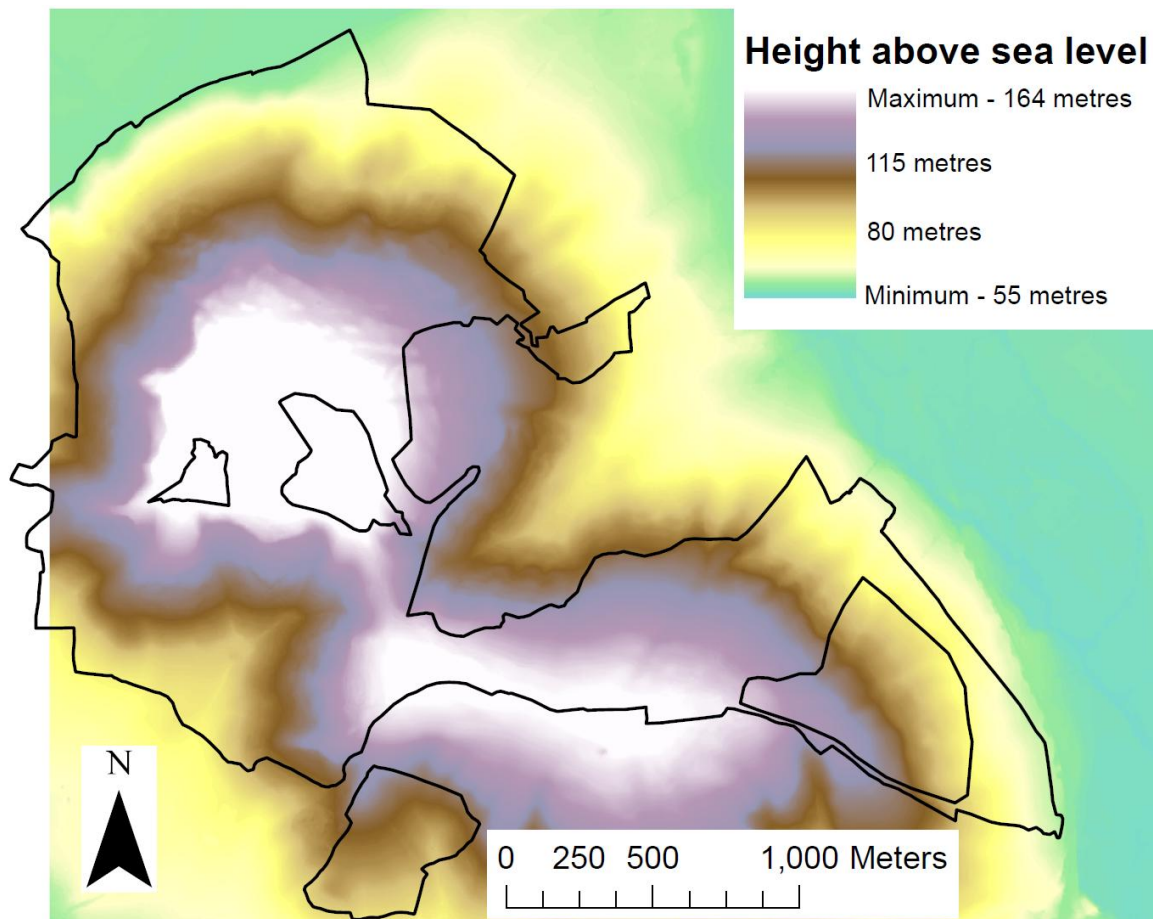 Height above sea level
Maximum - 164 metres
115 metres
80 metres
Minimum - 55 metres
N
0 250 500 1,000 Meters